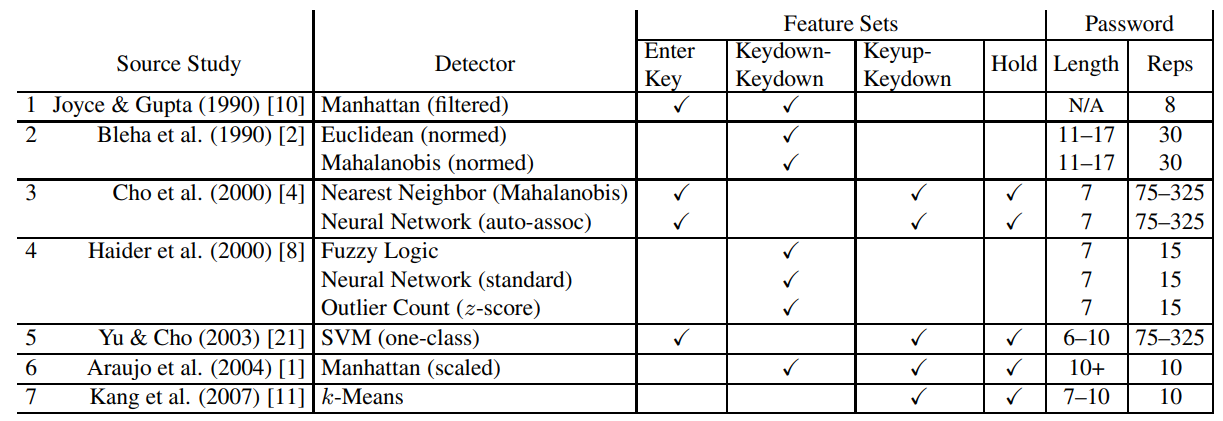 Feature Sets Password
Source Study Detector Enter Key Keydown-Keydown Keyup-Keydown Hold Length Reps
1 Joyce & Gupta (1990) [10] Manhattan (filtered) ✓ ✓ N/A 8
2 Bleha et al. (1990) [2] Euclidean (normed) ✓ 11–17 30
Mahalanobis (normed) ✓ 11–17 30
3 Cho et al. (2000) [4] Nearest Neighbor (Mahalanobis) ✓ ✓ ✓ 7 75–325
Neural Network (auto-assoc) ✓ ✓ ✓ 7 75–325
4 Haider et al. (2000) [8] Fuzzy Logic ✓ 7 15
Neural Network (standard) ✓ 7 15
Outlier Count (z-score) ✓ 7 15
5 Yu & Cho (2003) [21] SVM (one-class) ✓ ✓ ✓ 6–10 75–325
6 Araujo et al. (2004) [1] Manhattan (scaled) ✓ ✓ ✓ 10+ 10
7 Kang et al. (2007) [11] k-Means ✓ ✓ 7–10 10